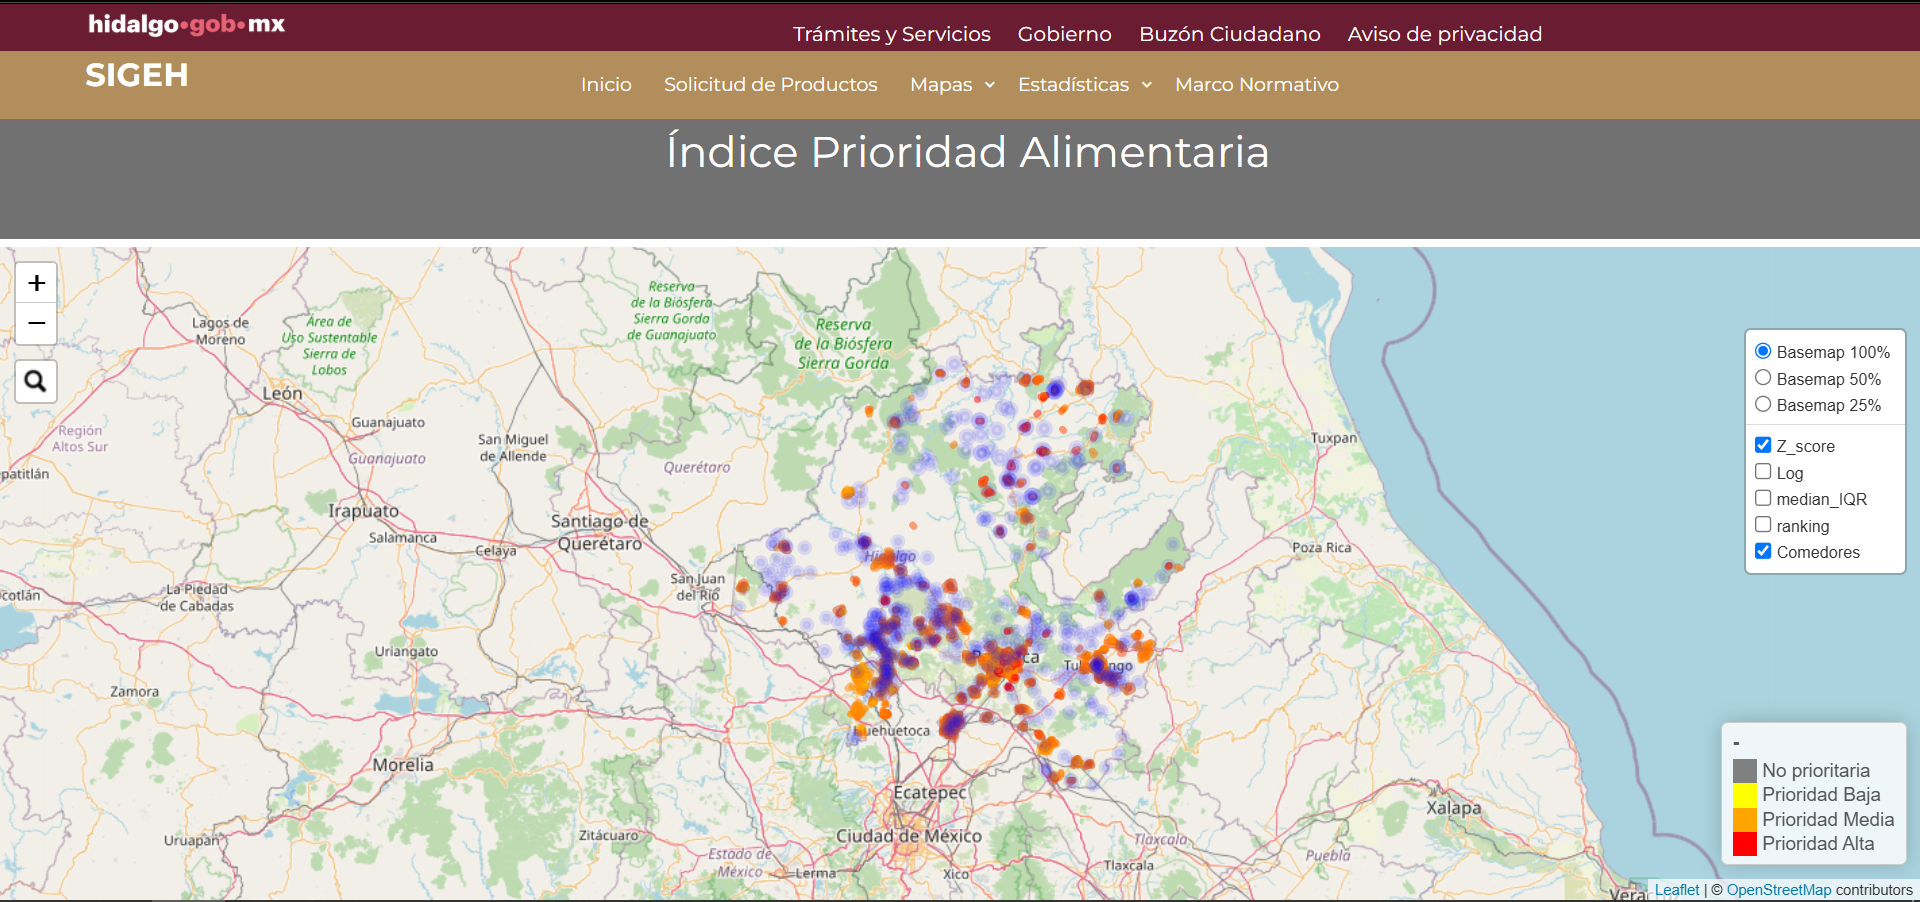 hidalgo•gob•mx
Trámites y Servicios Gobierno Buzón Ciudadano Aviso de privacidad
SIGEH
Inicio Solicitud de Productos Mapas Estadísticas Marco Normativo
Índice Prioridad Alimentaria
+
−
Reserva
de la Biósfera
Sierra Gorda
de Guanajuato
Lagos de
Moreno
Área de
Uso Sustentable
Sierra de
Lobos
Reserva
de la Biósfera
Sierra Gorda
León
Guanajuato
Región
Altos Sur
San Miguel
de Allende
Guanajuato
Querétaro
Tuxpan
patitlán
Irapuato
Santiago de
Querétaro
Salamanca
Celaya
Hidalgo
Poza Rica
San Juan
del Río
La Piedad
de Cabadas
cotlán
Uriangato
Zamora
Huehuetoca
Morelia
Ecatepec
Xalapa
Uruapan
Zitácuaro
Ciudad de México
Estado de
México
Lerma
Xico
Tlaxcala
Tlaxcala
Puebla
Basemap 100%
Basemap 50%
Basemap 25%
Z_score
Log
median_IQR
ranking
Comedores
-
No prioritaria
Prioridad Baja
Prioridad Media
Prioridad Alta
Leaflet | © OpenStreetMap contributors